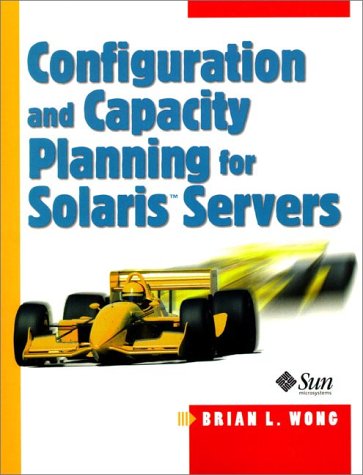 Configuration
and Capacity
Planning for
Solaris™ Servers
Sun
microsystems
BRIAN L. WONG